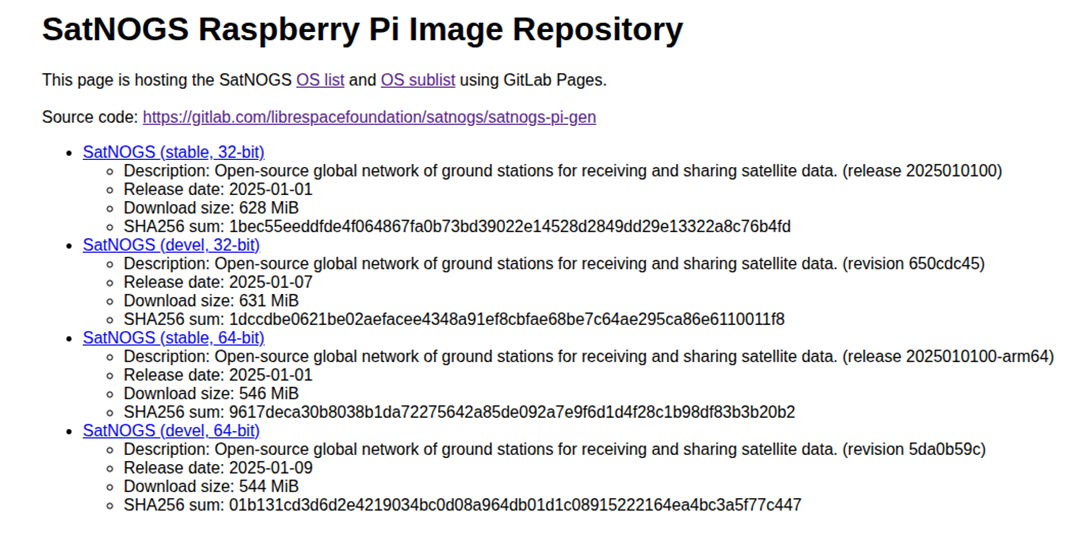 SatNOGS Raspberry Pi Image Repository
This page is hosting the SatNOGS OS list and OS sublist using GitLab Pages.
Source code: https://gitlab.com/librespacefoundation/satnogs/satnogs-pi-gen
SatNOGS (stable, 32-bit)
Description: Open-source global network of ground stations for receiving and sharing satellite data. (release 2025010100)
Release date: 2025-01-01
Download size: 628 MiB
SHA256 sum: 1bec55eeddfde4f064867fa0b73bd39022e14528d2849dd29e13322a8c76b4fd
SatNOGS (devel, 32-bit)
Description: Open-source global network of ground stations for receiving and sharing satellite data. (revision 650cdc45)
Release date: 2025-01-07
Download size: 631 MiB
SHA256 sum: 1dccdbe0621be02aefacee4348a91ef8cbfae68be7c64ae295ca86e6110011f8
SatNOGS (stable, 64-bit)
Description: Open-source global network of ground stations for receiving and sharing satellite data. (release 2025010100-arm64)
Release date: 2025-01-01
Download size: 546 MiB
SHA256 sum: 9617deca30b8038b1da72275642a85de092a7e9f6d1d4f28c1b98df83b3b20b2
SatNOGS (devel, 64-bit)
Description: Open-source global network of ground stations for receiving and sharing satellite data. (revision 5da0b59c)
Release date: 2025-01-09
Download size: 544 MiB
SHA256 sum: 01b131cd3d6d2e4219034bc0d08a964db01d1c08915222164ea4bc3a5f77c447